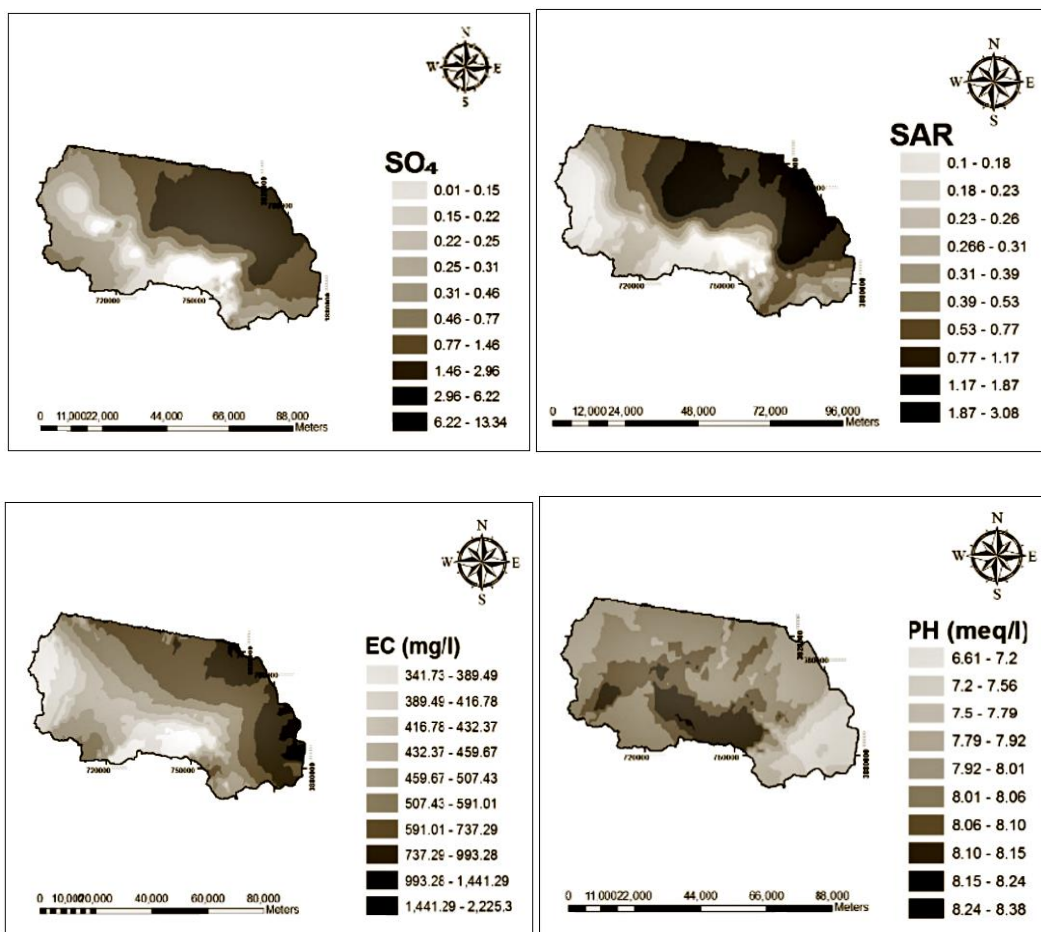 N
W E
S
SO₄
0.01 - 0.15
0.15 - 0.22
0.22 - 0.25
0.25 - 0.31
0.31 - 0.46
0.46 - 0.77
0.77 - 1.46
1.46 - 2.96
2.96 - 6.22
6.22 - 13.34
720000 750000
0 11,000 22,000 44,000 66,000 88,000
Meters
N
W E
S
SAR
0.1 - 0.18
0.18 - 0.23
0.23 - 0.26
0.266 - 0.31
0.31 - 0.39
0.39 - 0.53
0.53 - 0.77
0.77 - 1.17
1.17 - 1.87
1.87 - 3.08
720000 750000
0 12,000 24,000 48,000 72,000 96,000
Meters
N
W E
S
EC (mg/l)
341.73 - 389.49
389.49 - 416.78
416.78 - 432.37
432.37 - 459.67
459.67 - 507.43
507.43 - 591.01
591.01 - 737.29
737.29 - 993.28
993.28 - 1,441.29
1,441.29 - 2,225.3
720000 750000
3080000
0 10,000 20,000 40,000 60,000 80,000
Meters
N
W E
S
PH (meq/l)
6.61 - 7.2
7.2 - 7.56
7.5 - 7.79
7.79 - 7.92
7.92 - 8.01
8.01 - 8.06
8.06 - 8.10
8.10 - 8.15
8.15 - 8.24
8.24 - 8.38
720000
0 11,000 22,000 44,000 66,000 88,000
Meters